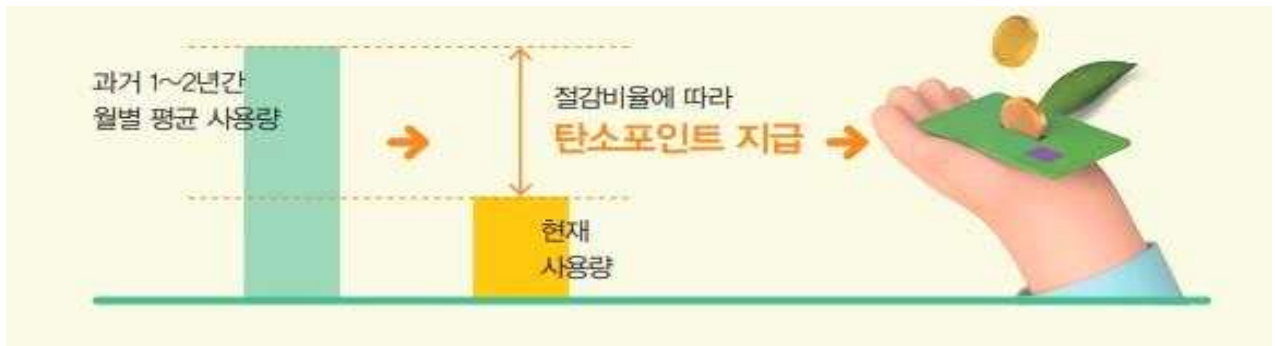 과거 1~2년간
월별 평균 사용량
절감비율에 따라
탄소포인트 지급
현재
사용량